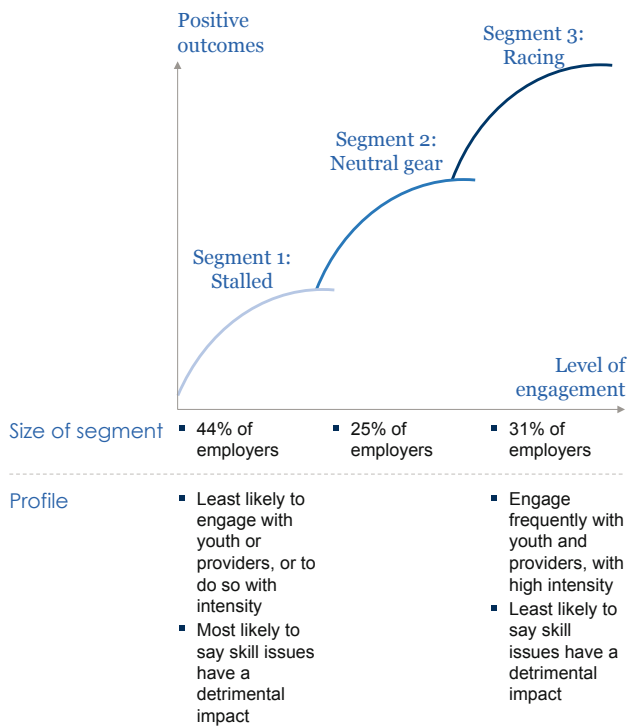 Positive
outcomes
Segment 3:
Racing
Segment 2:
Neutral gear
Segment 1:
Stalled
Level of
engagement
Size of segment
▪ 44% of
employers
▪ 25% of
employers
▪ 31% of
employers
Profile
▪ Least likely to
engage with
youth or
providers, or to
do so with
intensity
▪ Most likely to
say skill issues
have a
detrimental
impact
▪ Engage
frequently with
youth and
providers, with
high intensity
▪ Least likely to
say skill
issues have a
detrimental
impact